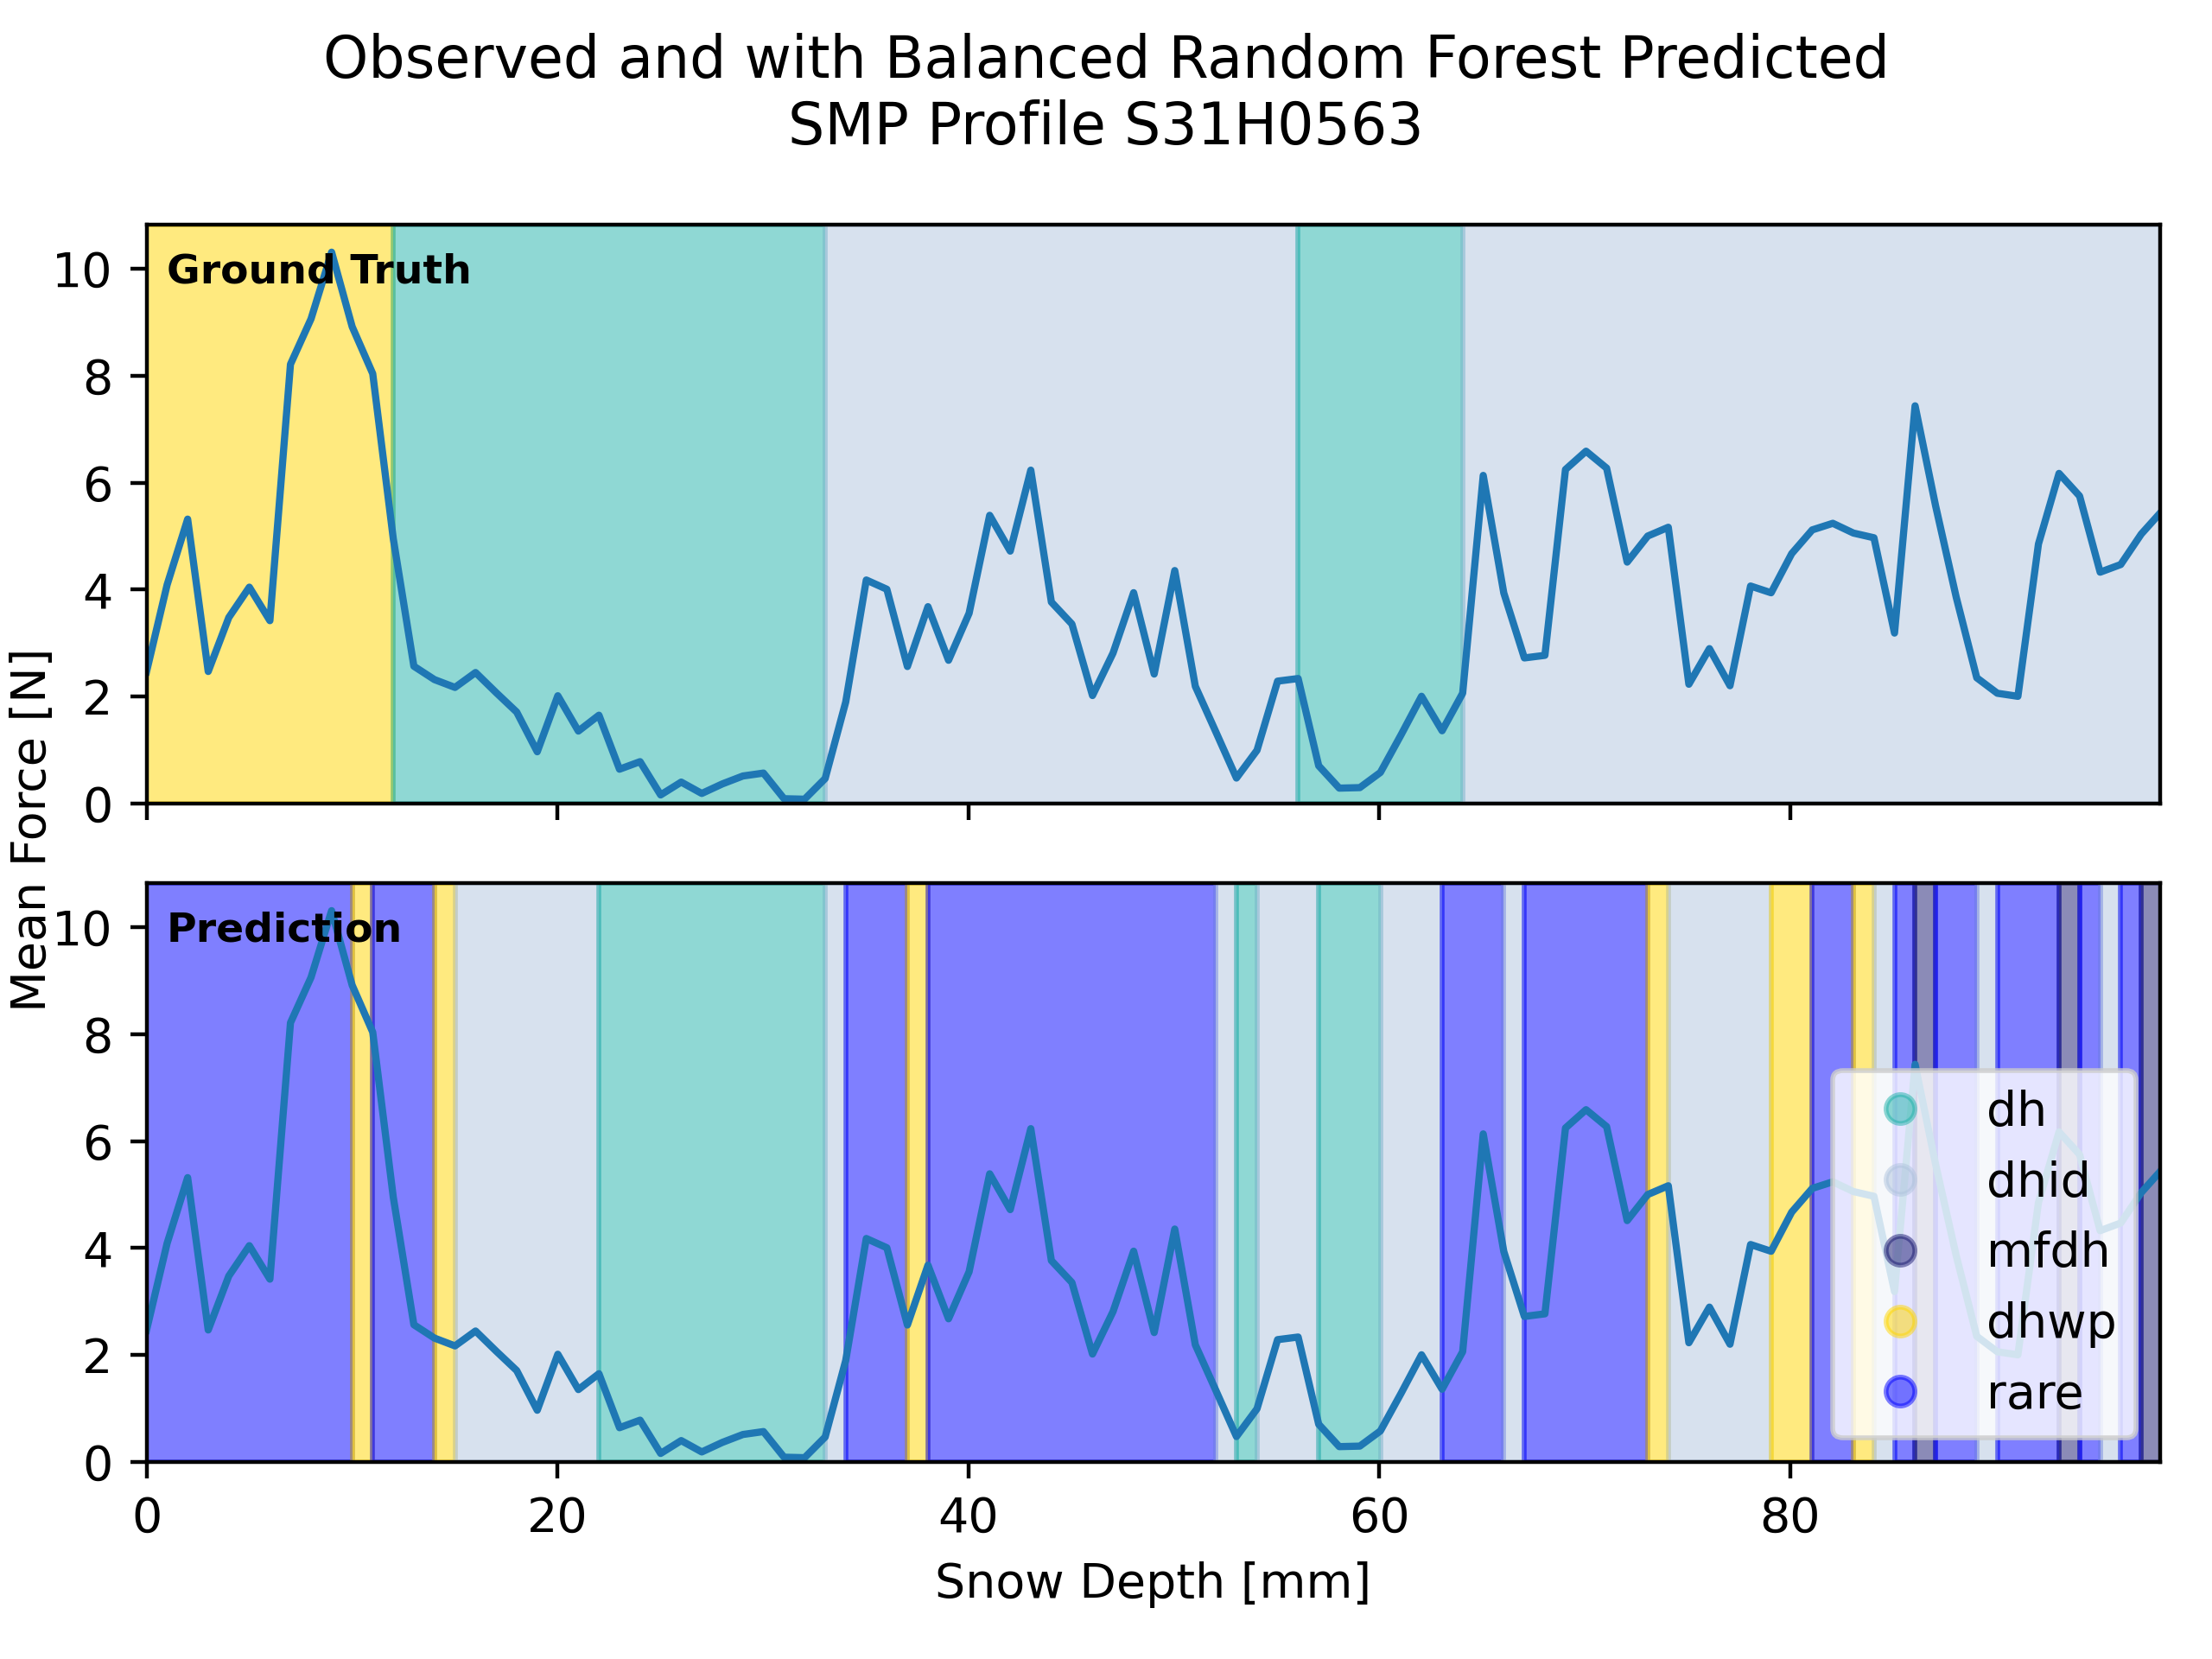 Observed and with Balanced Random Forest Predicted
SMP Profile S31H0563
Mean Force [N]
Ground Truth
10
8
6
4
2
0
Prediction
10
8
6
4
2
0
dh
dhid
mfdh
dhwp
rare
0 20 40 60 80
Snow Depth [mm]